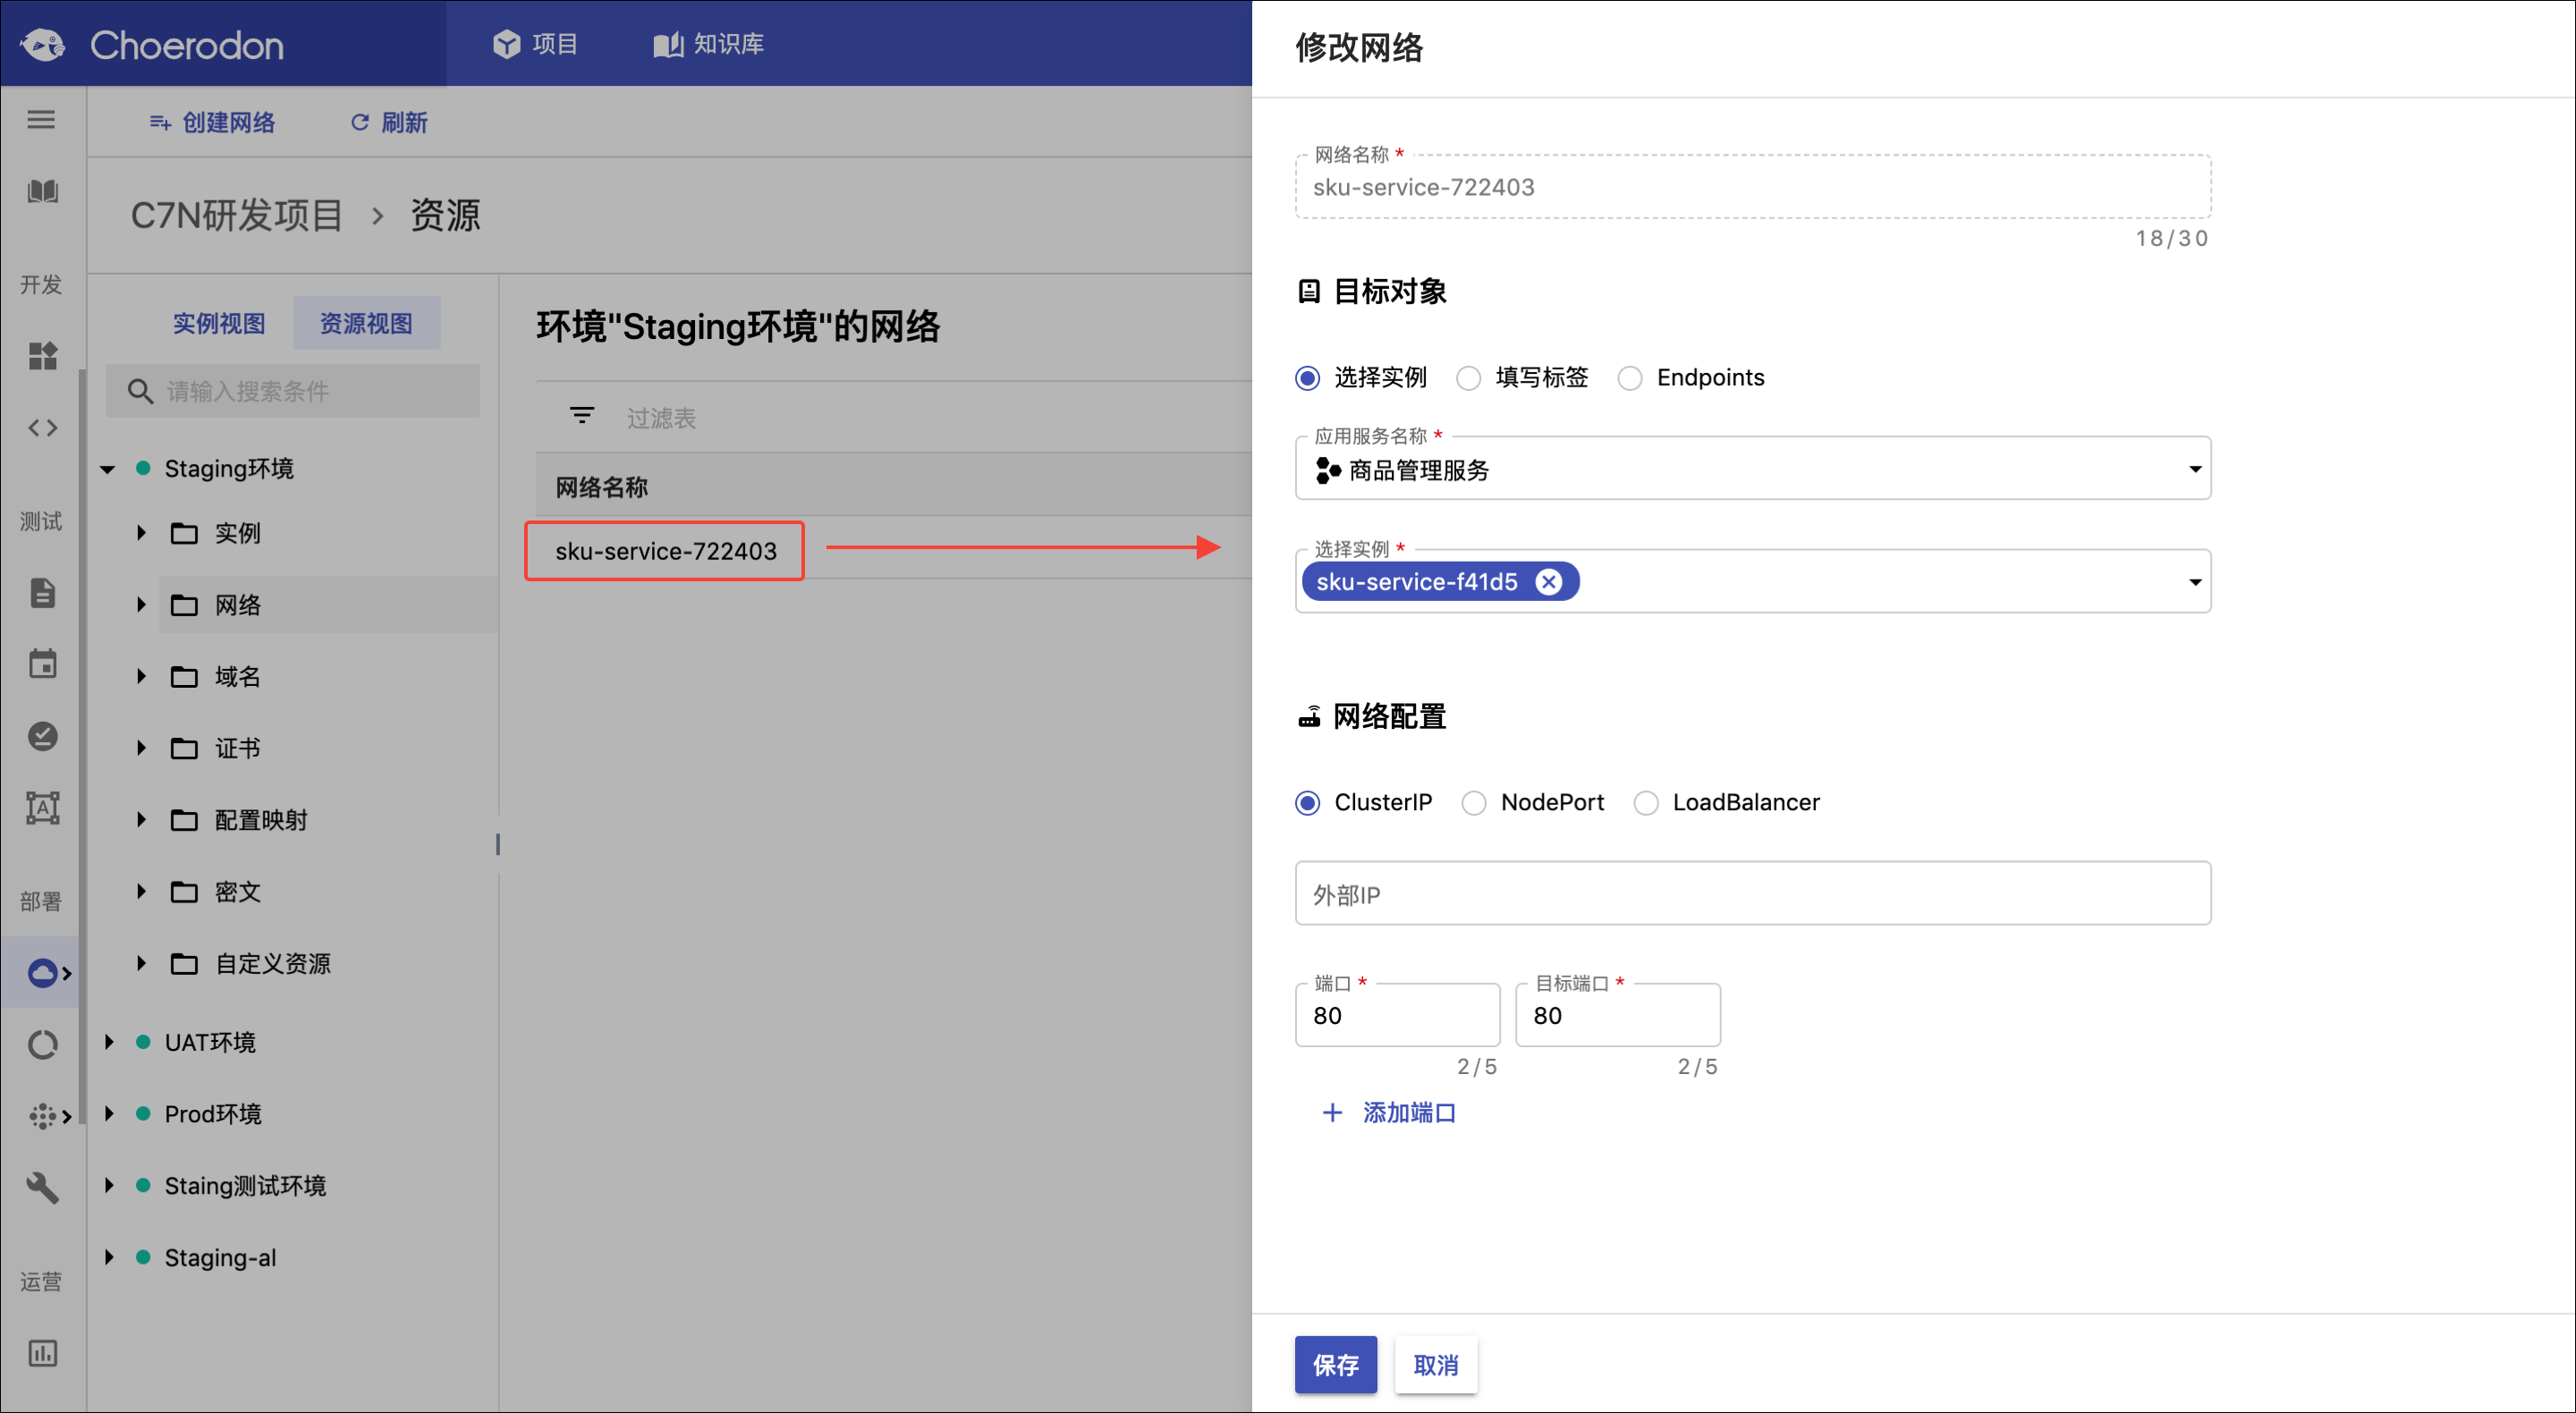 Choerodon
项目
知识库
创建网络
刷新
C7N研发项目 > 资源
开发
测试
部署
运营
实例视图
资源视图
请输入搜索条件
Staging环境
实例
网络
域名
证书
配置映射
密文
自定义资源
UAT环境
Prod环境
Staing测试环境
Staging-al
环境"Staging环境"的网络
过滤表
网络名称
sku-service-722403
修改网络
网络名称 *
sku-service-722403
18/30
目标对象
选择实例 填写标签 Endpoints
应用服务名称 *
商品管理服务
选择实例 *
sku-service-f41d5
网络配置
ClusterIP NodePort LoadBalancer
外部IP
端口 * 目标端口 *
80 80
2/5 2/5
+ 添加端口
保存 取消